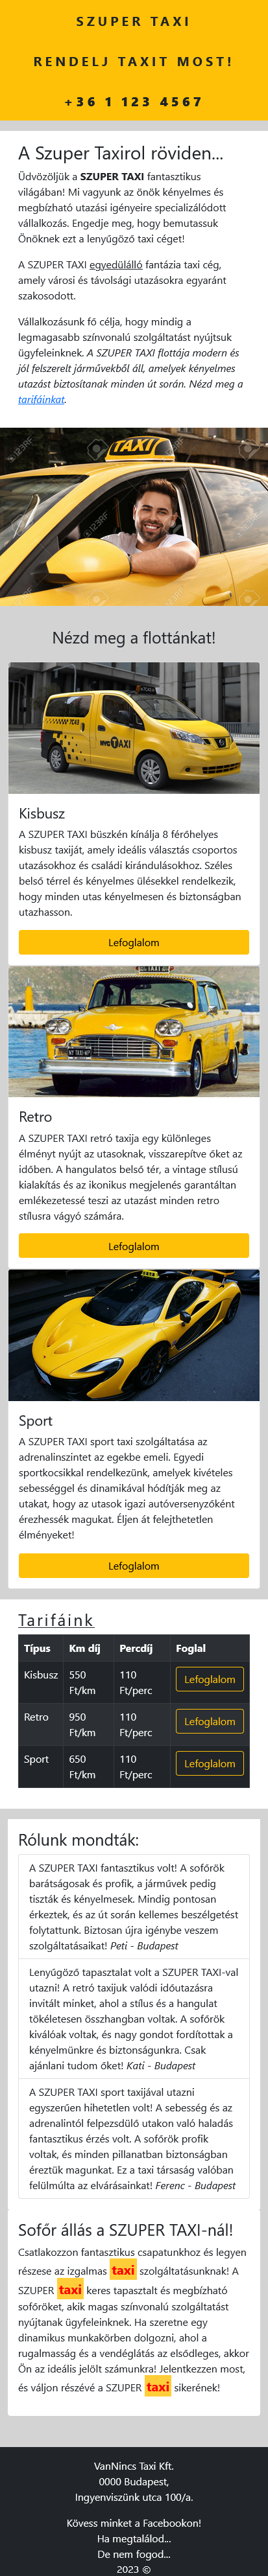 SZUPER TAXI
RENDELJ TAXIT MOST!
+36 1 123 4567
A Szuper Taxirol röviden...
Üdvözöljük a SZUPER TAXI fantasztikus
világában! Mi vagyunk az önök kényelmes és
megbízható utazási igényeire specializálódott
vállalkozás. Engedje meg, hogy bemutassuk
Önöknek ezt a lenyűgöző taxi céget!
A SZUPER TAXI egyedülálló fantázia taxi cég,
amely városi és távolsági utazásokra egyaránt
szakosodott.
Vállalkozásunk fő célja, hogy mindig a
legmagasabb színvonalú szolgáltatást nyújtsuk
ügyfeleinknek. A SZUPER TAXI flottája modern és
jól felszerelt járművekből áll, amelyek kényelmes
utazást biztosítanak minden út során. Nézd meg a
tarifáinkat.
TAXI
123RF
Nézd meg a flottánkat!
NYC TAXI
Kisbusz
A SZUPER TAXI büszkén kínálja 8 férőhelyes
kisbusz taxiját, amely ideális választás csoportos
utazásokhoz és családi kirándulásokhoz. Széles
belső térrel és kényelmes ülésekkel rendelkezik,
hogy minden utas kényelmesen és biztonságban
utazhasson.
Lefoglalom
Retro
A SZUPER TAXI retró taxija egy különleges
élményt nyújt az utasoknak, visszarepítve őket az
időben. A hangulatos belső tér, a vintage stílusú
kialakítás és az ikonikus megjelenés garantáltan
emlékezetessé teszi az utazást minden retro
stílusra vágyó számára.
Lefoglalom
Sport
A SZUPER TAXI sport taxi szolgáltatása az
adrenalinszintet az egekbe emeli. Egyedi
sportkocsikkal rendelkezünk, amelyek kivételes
sebességgel és dinamikával hódítják meg az
utakat, hogy az utasok igazi autóversenyzőként
érezhessék magukat. Éljen át felejthetetlen
élményeket!
Lefoglalom
Tarifáink
Típus Km díj Percdíj Foglal
Kisbusz 550 Ft/km 110 Ft/perc Lefoglalom
Retro 950 Ft/km 110 Ft/perc Lefoglalom
Sport 650 Ft/km 110 Ft/perc Lefoglalom
Rólunk mondták:
A SZUPER TAXI fantasztikus volt! A sofőrök
barátságosak és profik, a járművek pedig
tiszták és kényelmesek. Mindig pontosan
érkeztek, és az út során kellemes beszélgetést
folytattunk. Biztosan újra igénybe veszem
szolgáltatásaikat! Peti - Budapest
Lenyűgöző tapasztalat volt a SZUPER TAXI-val
utazni! A retró taxijuk valódi időutazásra
invitált minket, ahol a stílus és a hangulat
tökéletesen összhangban voltak. A sofőrök
kiválóak voltak, és nagy gondot fordítottak a
kényelmünkre és biztonságunkra. Csak
ajánlani tudom őket! Kati - Budapest
A SZUPER TAXI sport taxijával utazni
egyszerűen hihetetlen volt! A sebesség és az
adrenalintól felpezsdülő utakon való haladás
fantasztikus érzés volt. A sofőrök profik
voltak, és minden pillanatban biztonságban
éreztük magunkat. Ez a taxi társaság valóban
felülmúlta az elvárásainkat! Ferenc - Budapest
Sofőr állás a SZUPER TAXI-nál!
Csatlakozzon fantasztikus csapatunkhoz és legyen
részese az izgalmas taxi szolgáltatásunknak! A
SZUPER taxi keres tapasztalt és megbízható
sofőröket, akik magas színvonalú szolgáltatást
nyújtanak ügyfeleinknek. Ha szeretne egy
dinamikus munkakörben dolgozni, ahol a
rugalmasság és a vendéglátás az elsődleges, akkor
Ön az ideális jelölt számunkra! Jelentkezzen most,
és váljon részévé a SZUPER taxi sikerének!
VanNincs Taxi Kft.
0000 Budapest,
Ingyenviszünk utca 100/a.
Kövess minket a Facebookon!
Ha megtalálod...
De nem fogod...
2023 ©